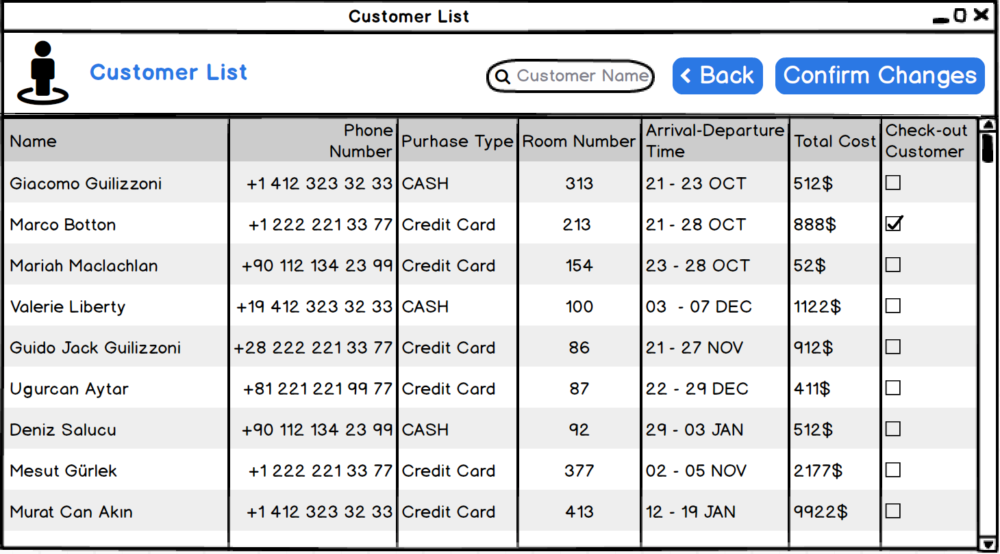 Customer List
Customer List
Customer Name
Back
Confirm Changes
Name Phone Number Purhase Type Room Number Arrival-Departure Time Total Cost Check-out Customer
Giacomo Guilizzoni +1 412 323 32 33 CASH 313 21 - 23 OCT 512$
Marco Botton +1 222 221 33 77 Credit Card 213 21 - 28 OCT 888$
Mariah Maclachlan +90 112 134 23 99 Credit Card 154 23 - 28 OCT 52$
Valerie Liberty +19 412 323 32 33 CASH 100 03 - 07 DEC 1122$
Guido Jack Guilizzoni +28 222 221 33 77 Credit Card 86 21 - 27 NOV 912$
Ugurcan Aytar +81 221 221 99 77 Credit Card 87 22 - 29 DEC 411$
Deniz Salucu +90 112 134 23 99 CASH 92 29 - 03 JAN 512$
Mesut Gürlek +1 222 221 33 77 Credit Card 377 02 - 05 NOV 2177$
Murat Can Akın +1 412 323 32 33 Credit Card 413 12 - 19 JAN 9922$